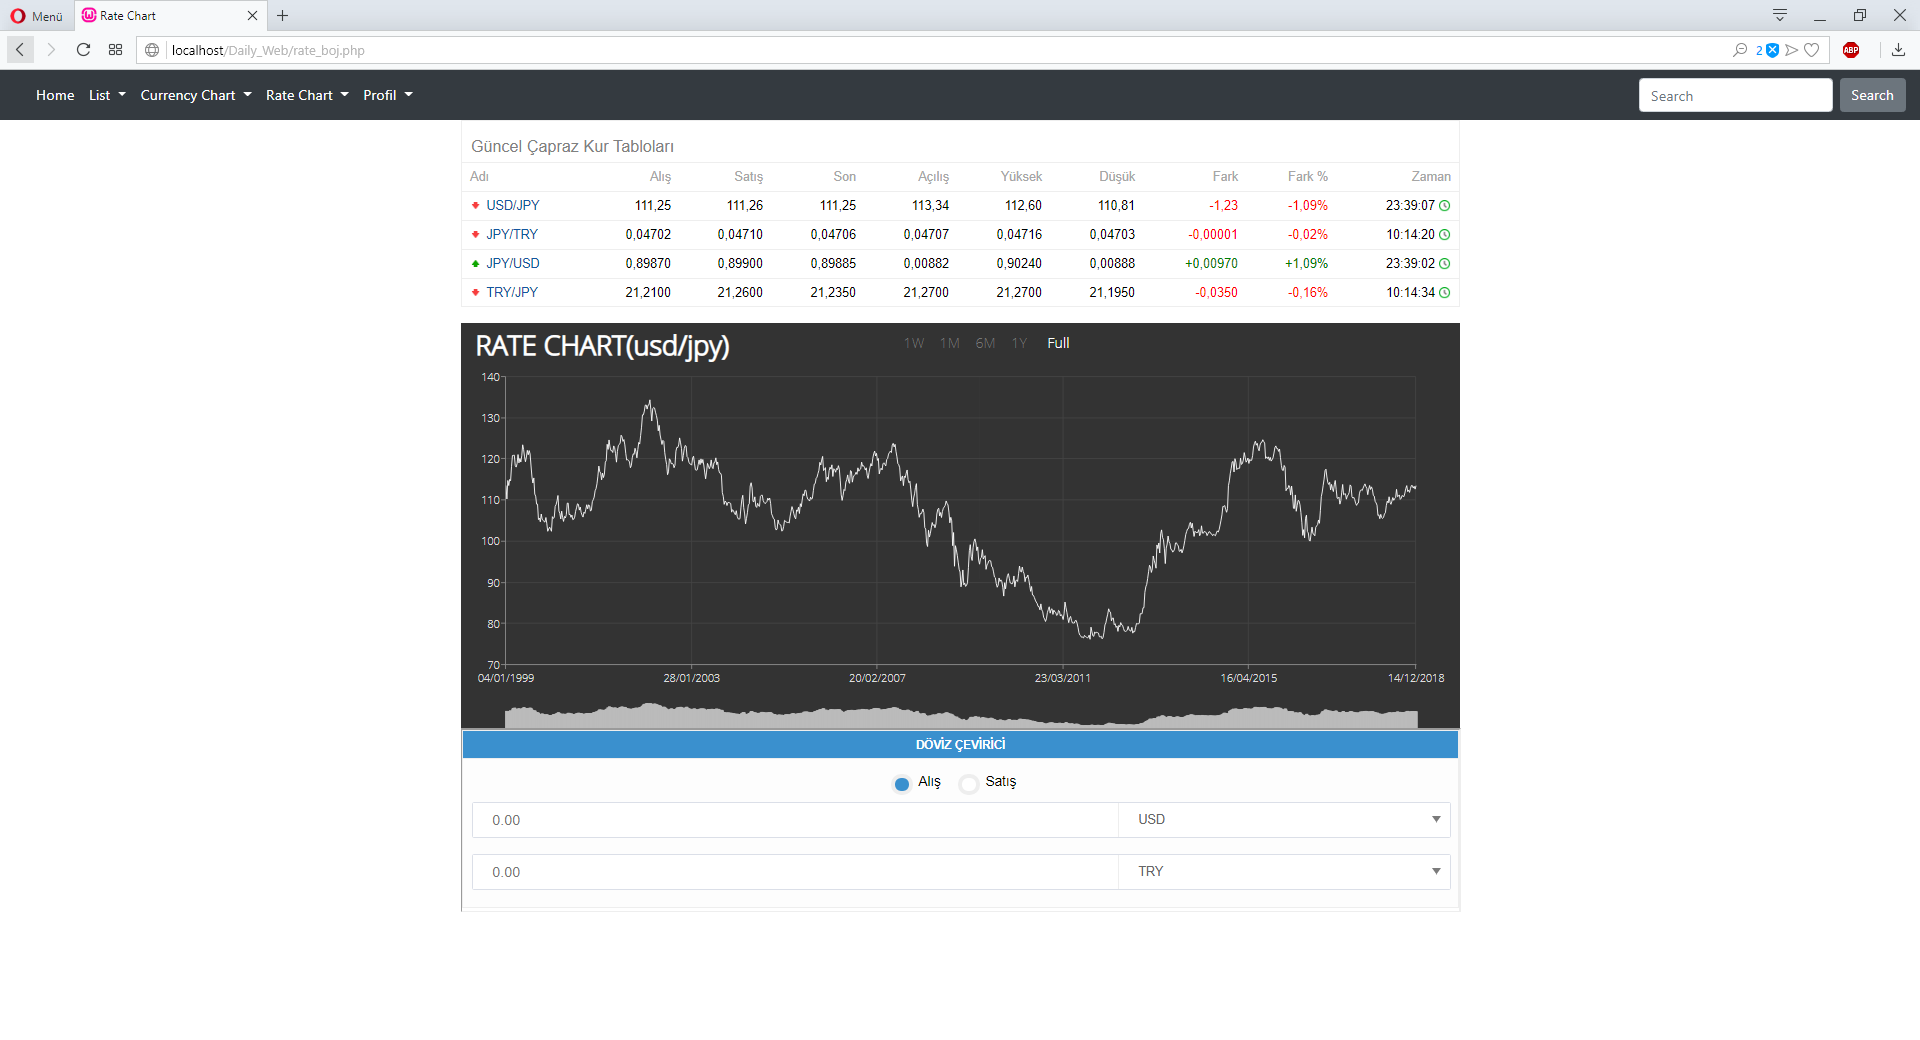 Menü Rate Chart
localhost/Daily_Web/rate_boj.php 2 ABP
Home List Currency Chart Rate Chart Profil Search Search
Güncel Çapraz Kur Tabloları
Adı Alış Satış Son Açılış Yüksek Düşük Fark Fark % Zaman
USD/JPY 111,25 111,26 111,25 113,34 112,60 110,81 -1,23 -1,09% 23:39:07
JPY/TRY 0,04702 0,04710 0,04706 0,04707 0,04716 0,04703 -0,00001 -0,02% 10:14:20
JPY/USD 0,89870 0,89900 0,89885 0,00882 0,90240 0,00888 +0,00970 +1,09% 23:39:02
TRY/JPY 21,2100 21,2600 21,2350 21,2700 21,2700 21,1950 -0,0350 -0,16% 10:14:34
RATE CHART(usd/jpy) 1W 1M 6M 1Y Full
140
130
120
110
100
90
80
70
04/01/1999 28/01/2003 20/02/2007 23/03/2011 16/04/2015 14/12/2018
DÖVİZ ÇEVİRİCİ
Alış Satış
0.00 USD
0.00 TRY